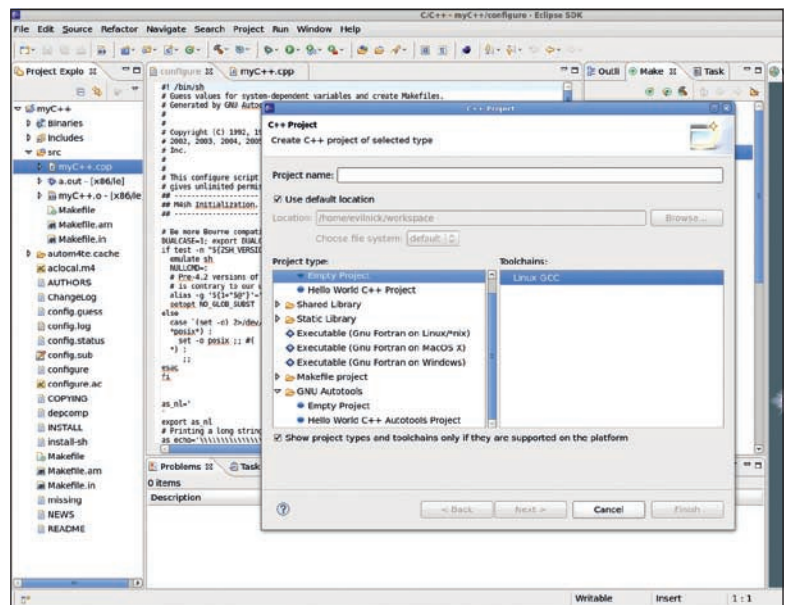 C/C++ - myC++/configure - Eclipse SDK
File Edit Source Refactor Navigate Search Project Run Window Help
Project Explo
configure
myC++.cpp
Outli
Make
Task
myC++
Binaries
Includes
src
myC++.cpp
a.out - [x86/le]
myC++.o - [x86/le
Makefile
Makefile.am
Makefile.in
autom4te.cache
aclocal.m4
AUTHORS
ChangeLog
config.guess
config.log
config.status
config.sub
configure
configure.ac
COPYING
depcomp
INSTALL
install-sh
Makefile
Makefile.am
Makefile.in
missing
NEWS
README
#! /bin/sh
# Guess values for system-dependent variables and create Makefiles.
# Generated by GNU Autoc
#
#
# Copyright (C) 1992, 19
# 2002, 2003, 2004, 2005
# Inc.
#
#
# This configure script
# gives unlimited permis
## M4sh Initialization.
# Be more Bourne compati
DUALCASE=1; export DUALC
if test -n "${ZSH_VERSIO
emulate sh
NULLCMD=:
# Pre-4.2 versions of
# is contrary to our u
alias -g '${1+"$@"}'='
setopt NO_GLOB_SUBST
else
case `(set -o) 2>/dev/
*posix*) :
set -o posix ;; #(
*) :
;;
esac
fi
as_nl='
'
export as_nl
# Printing a long string
C++ Project
C++ Project
Create C++ project of selected type
Project name:
Use default location
Location: /home/evilnick/workspace
Browse...
Choose file system: default
Project type:
Toolchains:
Empty Project
Linux GCC
Hello World C++ Project
Shared Library
Static Library
Executable (Gnu Fortran on Linux/*nix)
Executable (Gnu Fortran on MacOS X)
Executable (Gnu Fortran on Windows)
Makefile project
GNU Autotools
Empty Project
Hello World C++ Autotools Project
Show project types and toolchains only if they are supported on the platform
< Back
Next >
Cancel
Finish
Problems
Task
0 items
Description
Writable
Insert
1 : 1